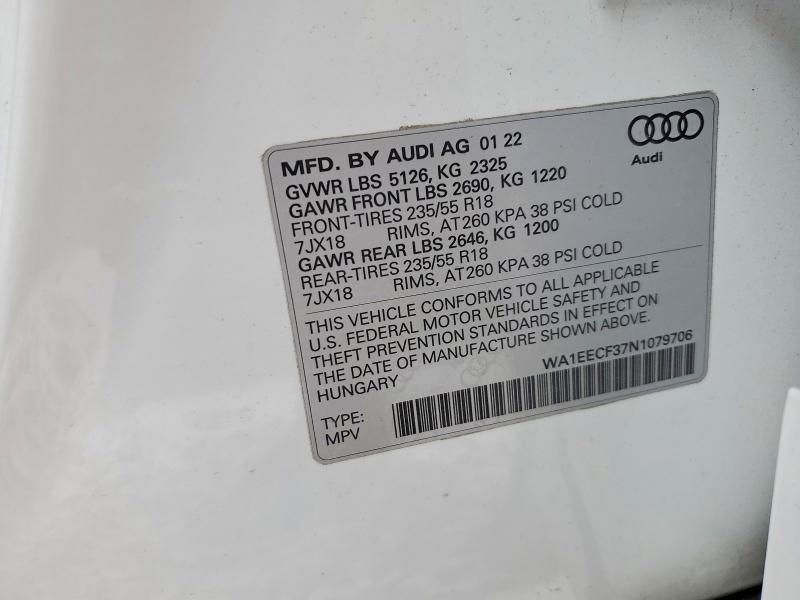 MFD. BY AUDI AG 01 22
Audi
GVWR LBS 5126, KG 2325
GAWR FRONT LBS 2690, KG 1220
FRONT-TIRES 235/55 R18
7JX18 RIMS, AT260 KPA 38 PSI COLD
GAWR REAR LBS 2646, KG 1200
REAR-TIRES 235/55 R18
7JX18 RIMS, AT260 KPA 38 PSI COLD
THIS VEHICLE CONFORMS TO ALL APPLICABLE
U.S. FEDERAL MOTOR VEHICLE SAFETY AND
THEFT PREVENTION STANDARDS IN EFFECT ON
THE DATE OF MANUFACTURE SHOWN ABOVE.
HUNGARY
WA1EECF37N1079706
TYPE:
MPV